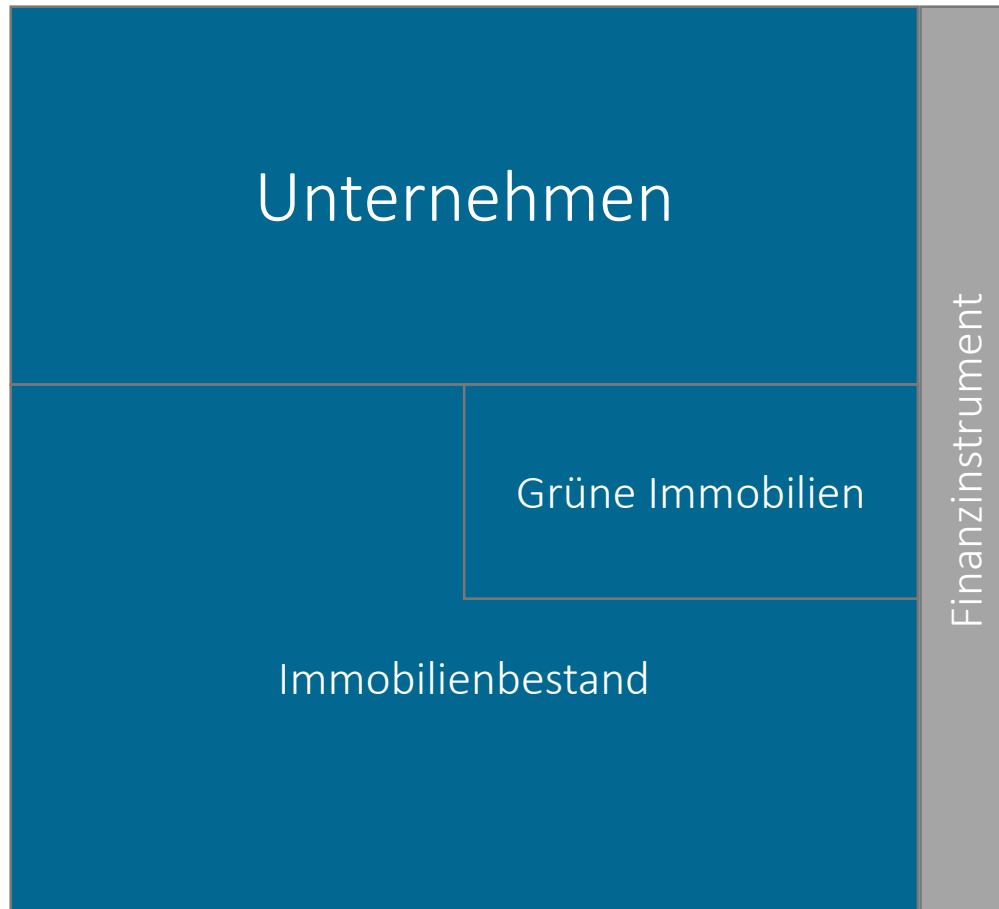 Unternehmen
Grüne Immobilien
Immobilienbestand
Finanzinstrument